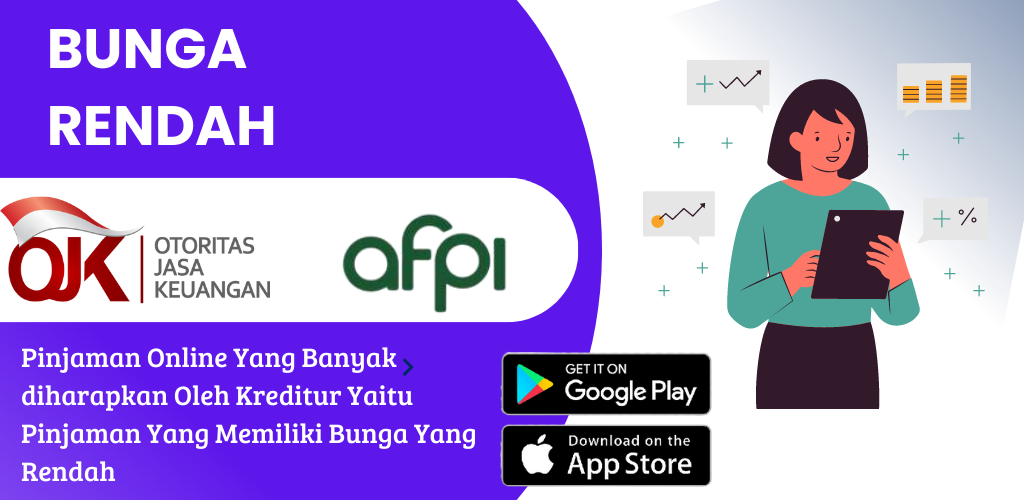 BUNGA
RENDAH
OJK
OTORITAS
JASA
KEUANGAN
afpi
Pinjaman Online Yang Banyak
diharapkan Oleh Kreditur Yaitu
Pinjaman Yang Memiliki Bunga Yang
Rendah
GET IT ON
Google Play
Download on the
App Store
%